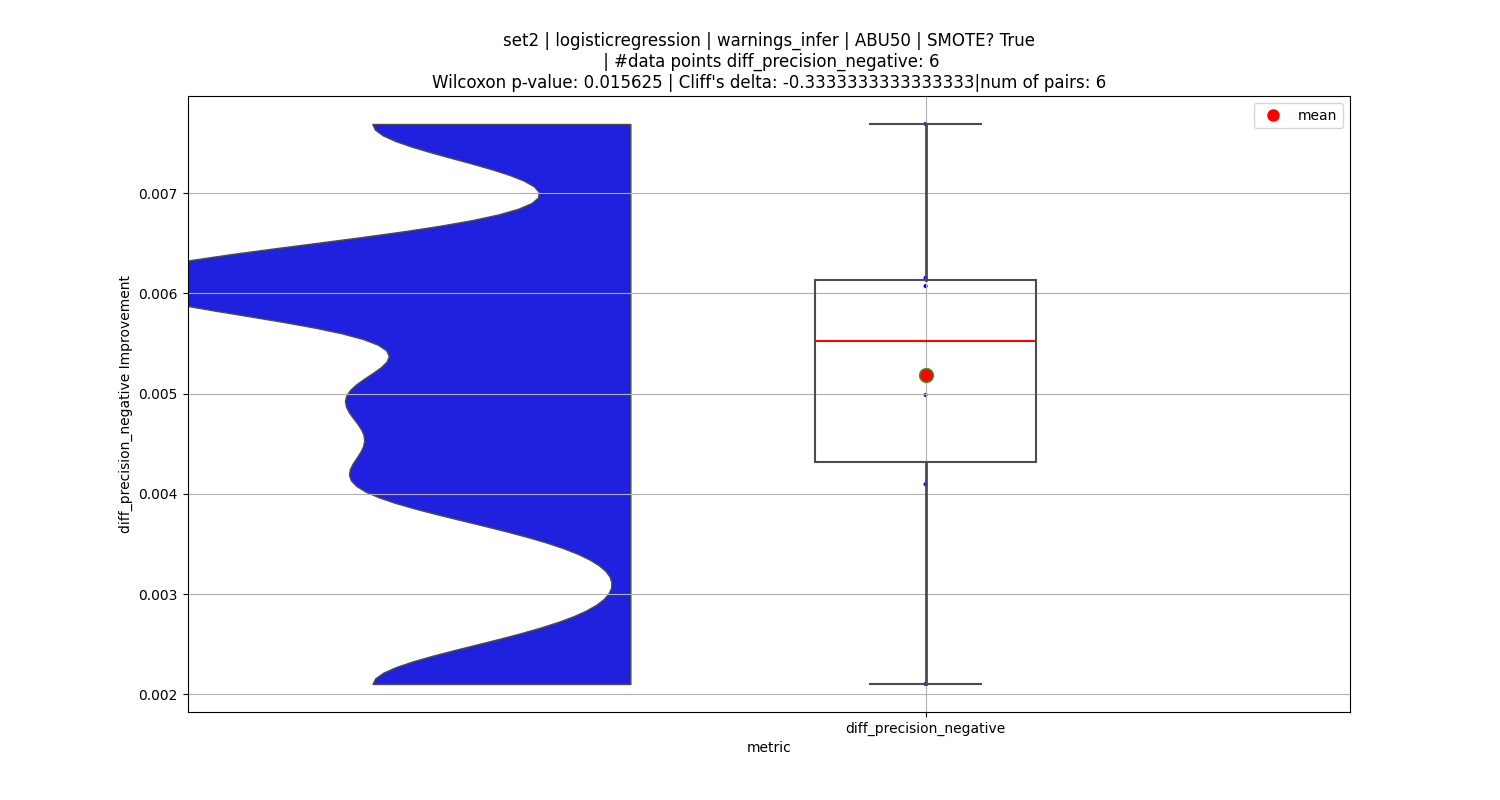 set2 | logisticregression | warnings_infer | ABU50 | SMOTE? True
| #data points diff_precision_negative: 6
Wilcoxon p-value: 0.015625 | Cliff's delta: -0.3333333333333333|num of pairs: 6
mean
0.007
0.006
0.005
0.004
0.003
0.002
diff_precision_negative Improvement
diff_precision_negative
metric